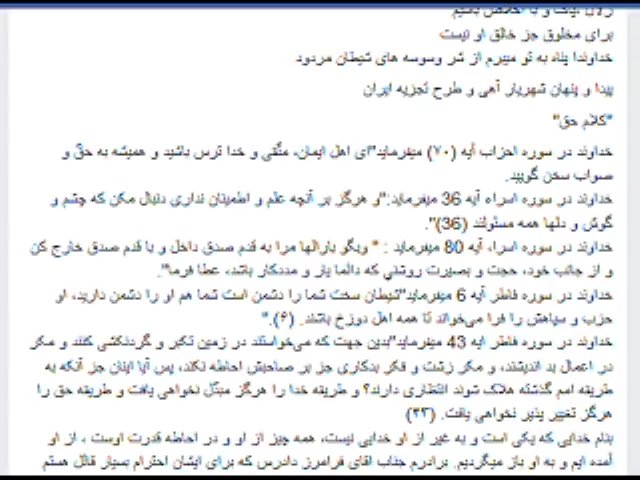 زلال نیت و با اخلاص باشیم
برای مخلوق جز خالق او نیست
خداوندا پناه به تو میبرم از شر وسوسه های شیطان مردود
پیدا و پنهان شهریار آهی و طرح تجزیه ایران
"کلام حق"
خداوند در سوره احزاب آیه (۷۰) میفرماید"ای اهل ایمان، متّقی و خدا ترس باشید و همیشه به حقّ و
صواب سخن گویید.
خداوند در سوره اسراء آیه 36 میفرماید:"و هرگز بر آنچه علم و اطمینان نداری دنبال مکن که چشم و
گوش و دلها همه مسئولند (36)".
خداوند در سوره اسراء آیه 80 میفرماید : " وبگو بارالها مرا به قدم صدق داخل و با قدم صدق خارج کن
و از جانب خود، حجت و بصیرت روشنی که دائما یار و مددکار باشد، عطا فرما".
خداوند در سوره فاطر آیه 6 میفرماید"شیطان سخت شما را دشمن است شما هم او را دشمن دارید، او
حزب و سپاهش را فرا می‌خواند تا همه اهل دوزخ باشند. (۶)."
خداوند در سوره فاطر آیه 43 میفرماید"بدین جهت که می‌خواستند در زمین تکبر و گردنکشی کنند و مکر
در اعمال بد اندیشند، و مکر زشت و فکر بدکاری جز بر صاحبش احاطه نکند، پس آیا اینان جز آنکه به
طریقه امم گذشته هلاک شوند انتظاری دارند؟ و طریقه خدا را هرگز مبدّل نخواهی یافت و طریقه حق را
هرگز تغییر پذیر نخواهی یافت. (۴۳)
بنام خدایی که یکی است و به غیر از او خدایی نیست، همه چیز از او و در احاطه قدرت اوست ، از او
آمده ایم و به او باز میگردیم. برادرم جناب اقای فرامرز دادرس که برای ایشان احترام بسیار قائل هستم